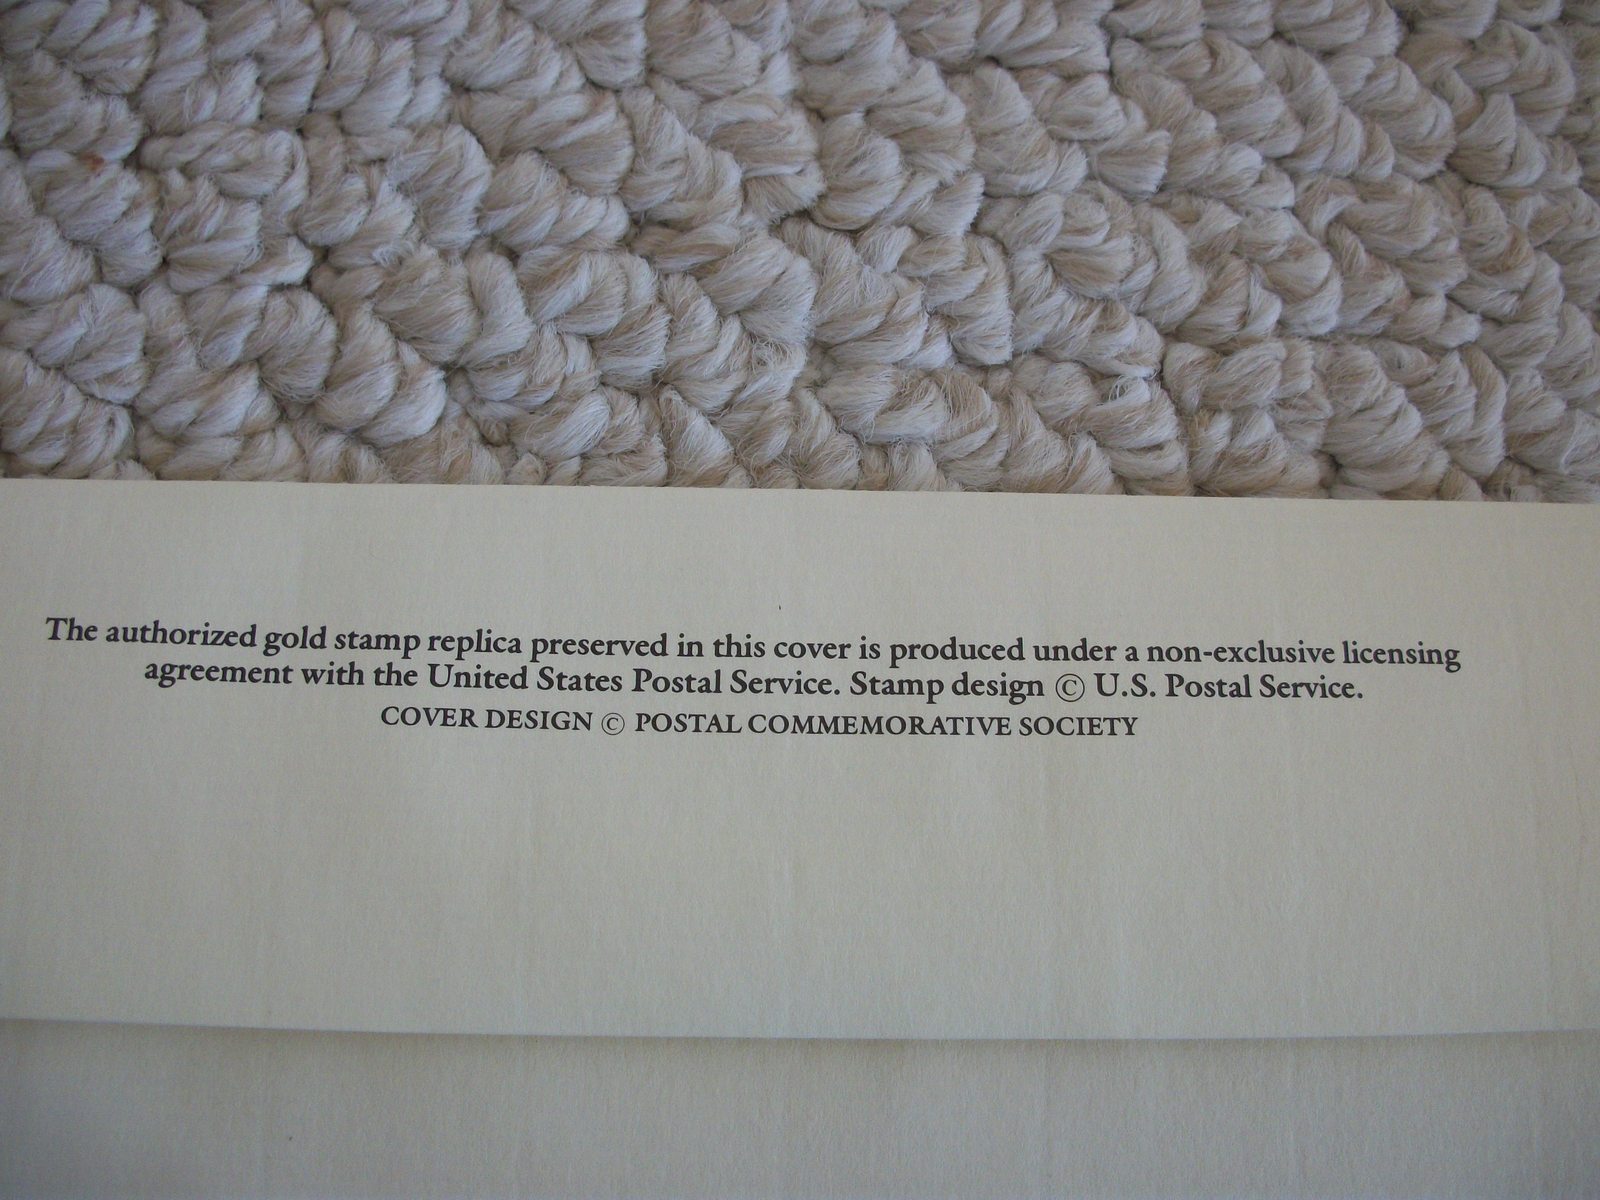 The authorized gold stamp replica preserved in this cover is produced under a non-exclusive licensing
agreement with the United States Postal Service. Stamp design © U.S. Postal Service.
COVER DESIGN © POSTAL COMMEMORATIVE SOCIETY